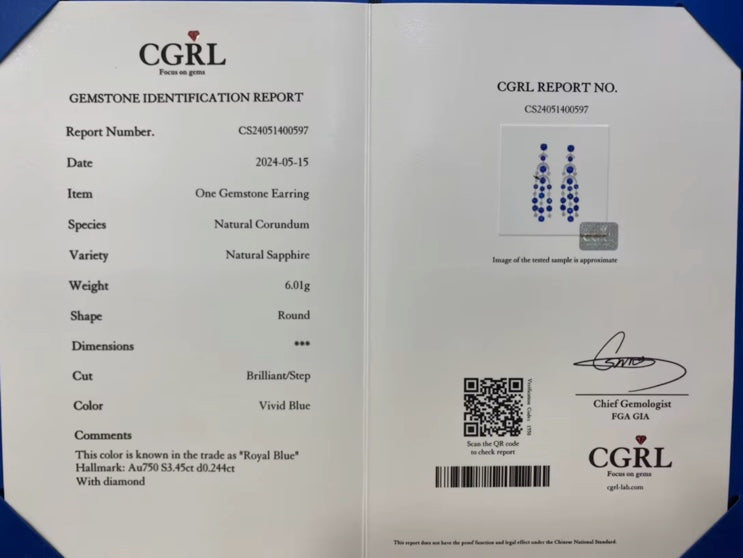 CGRL
Focus on gems
GEMSTONE IDENTIFICATION REPORT
Report Number. CS24051400597
Date 2024-05-15
Item One Gemstone Earring
Species Natural Corundum
Variety Natural Sapphire
Weight 6.01g
Shape Round
Dimensions ***
Cut Brilliant/Step
Color Vivid Blue
Comments
This color is known in the trade as "Royal Blue"
Hallmark: Au750 S3.45ct d0.244ct
With diamond
CGRL REPORT NO.
CS24051400597
CGRL
Image of the tested sample is approximate
Scan the QR code
to check report
Chief Gemologist
FGA GIA
CGRL
Focus on gems
cgrl-lab.com
This report does not have the proof function and legal effect under the Chinese National Standard.